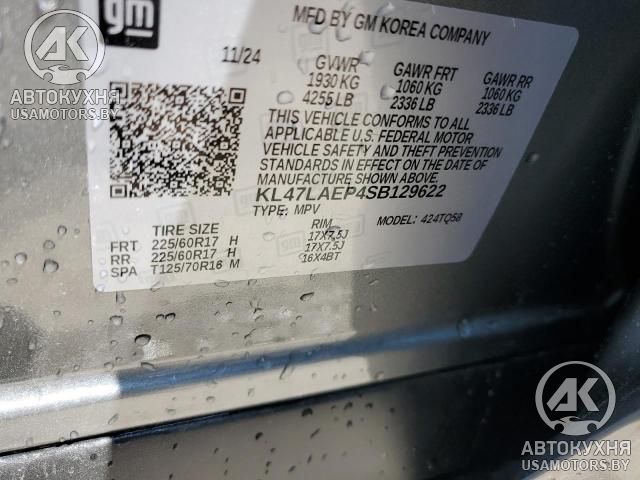 gm
MFD BY GM KOREA COMPANY
11/24
GVWR GAWR FRT GAWR RR
1930 KG 1060 KG 1060 KG
4255 LB 2336 LB 2336 LB
THIS VEHICLE CONFORMS TO ALL
APPLICABLE U.S. FEDERAL MOTOR
VEHICLE SAFETY AND THEFT PREVENTION
STANDARDS IN EFFECT ON THE DATE OF
MANUFACTURE SHOWN ABOVE.
KL47LAEP4SB129622
TYPE: MPV MODEL: 424TQ58
TIRE SIZE RIM
FRT 225/60R17 H 17X7.5J
RR 225/60R17 H 17X7.5J
SPA T125/70R16 M 16X4BT
AK
АВТОКУХНЯ
USAMOTORS.BY
AK
АВТОКУХНЯ
USAMOTORS.BY